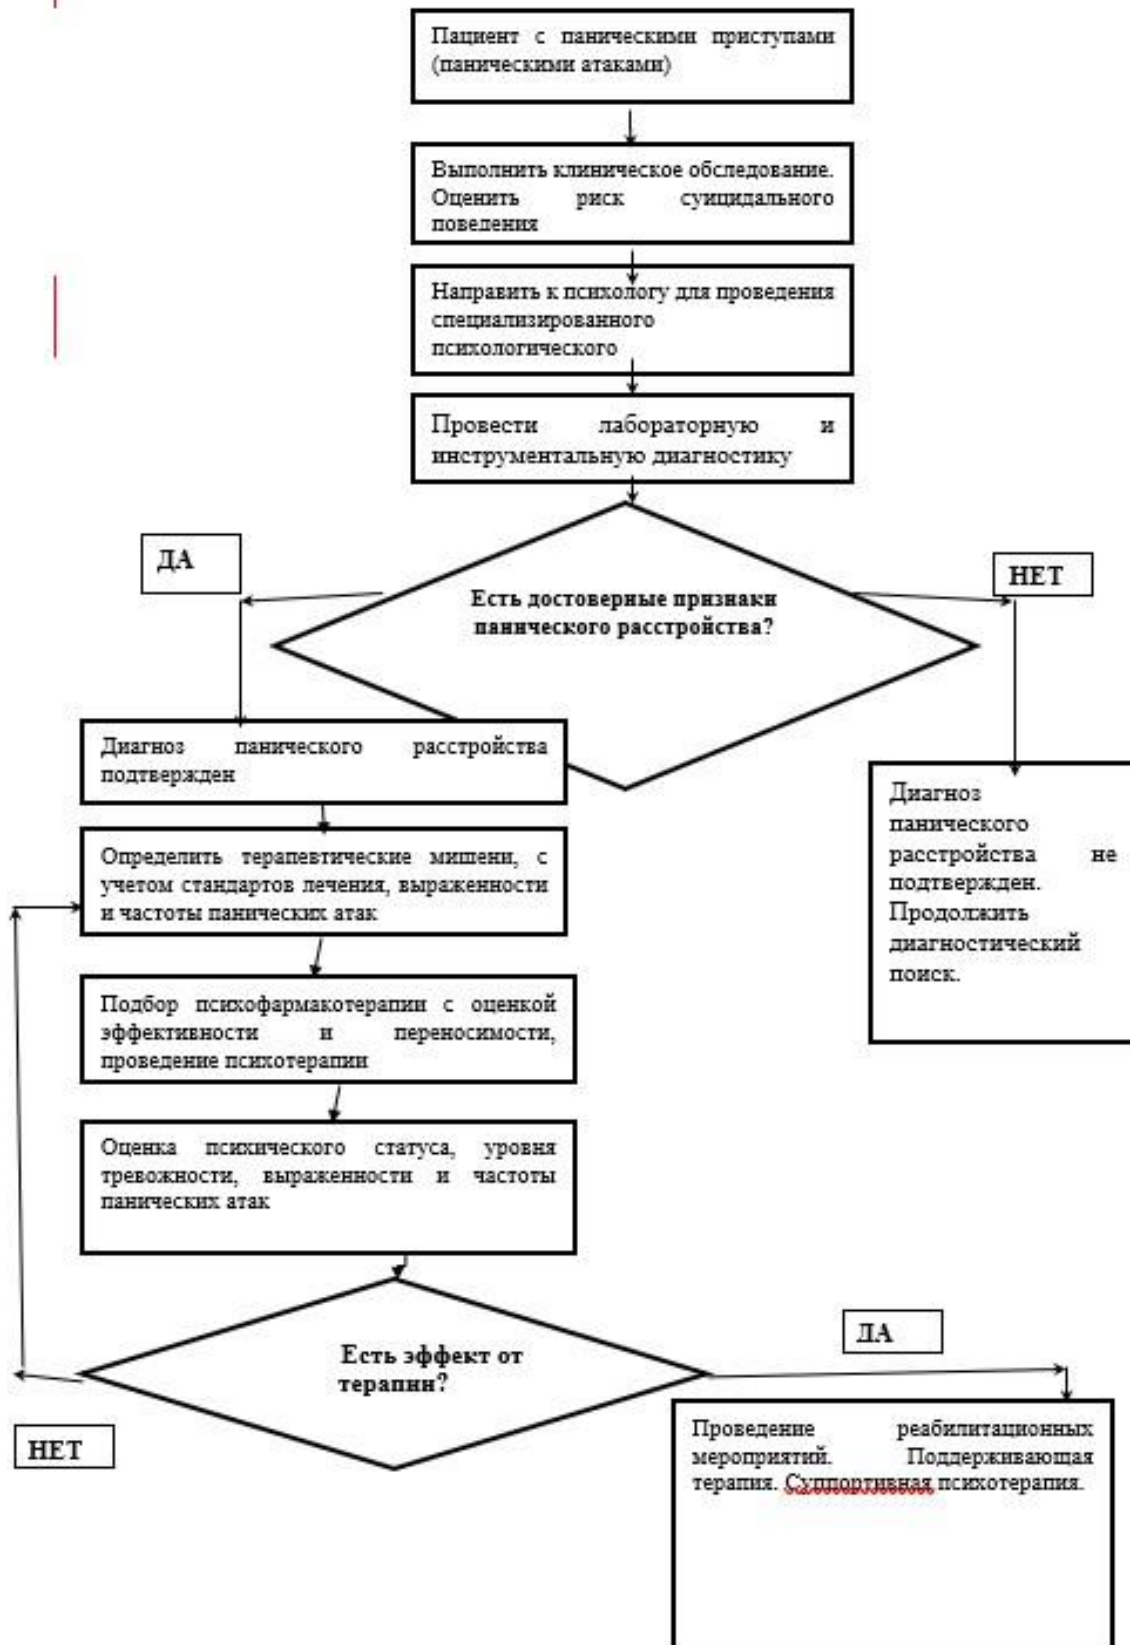 Пациент с паническими приступами
(паническими атаками)
Выполнить клиническое обследование.
Оценить риск суицидального
поведения
Направить к психологу для проведения
специализированного
психологического
Провести лабораторную и
инструментальную диагностику
ДА
НЕТ
Есть достоверные признаки
панического расстройства?
Диагноз панического расстройства
подтвержден
Диагноз
панического
расстройства не
подтвержден.
Продолжить
диагностический
поиск.
Определить терапевтические мишени, с
учетом стандартов лечения, выраженности
и частоты панических атак
Подбор психофармакотерапии с оценкой
эффективности и переносимости,
проведение психотерапии
Оценка психического статуса, уровня
тревожности, выраженности и частоты
панических атак
Есть эффект от
терапии?
ДА
НЕТ
Проведение реабилитационных
мероприятий. Поддерживающая
терапия. Суппортивная психотерапия.